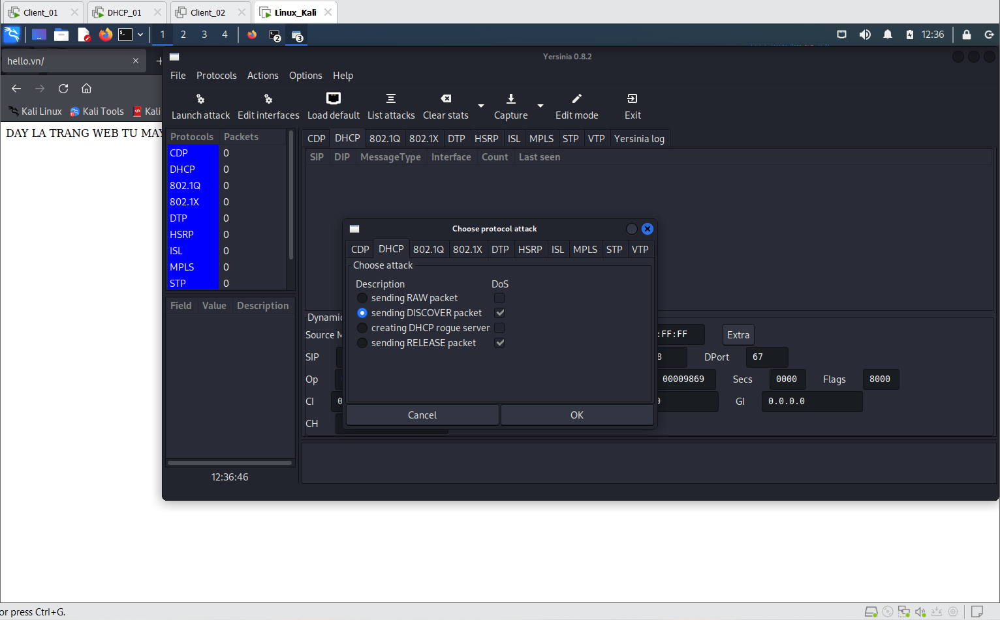 Client_01 DHCP_01 Client_02 Linux_Kali
1 2 3 4 2 3 12:36
hello.vn/
Yersinia 0.8.2
File Protocols Actions Options Help
Kali Linux Kali Tools Kali
Launch attack Edit interfaces Load default List attacks Clear stats Capture Edit mode Exit
DAY LA TRANG WEB TU MAY
Protocols Packets
CDP 0
DHCP 0
802.1Q 0
802.1X 0
DTP 0
HSRP 0
ISL 0
MPLS 0
STP 0
Field Value Description
12:36:46
CDP DHCP 802.1Q 802.1X DTP HSRP ISL MPLS STP VTP Yersinia log
SIP DIP MessageType Interface Count Last seen
Choose protocol attack
CDP DHCP 802.1Q 802.1X DTP HSRP ISL MPLS STP VTP
Choose attack
Description DoS
sending RAW packet
sending DISCOVER packet
creating DHCP rogue server
sending RELEASE packet
Cancel OK
Source M :FF:FF Extra
SIP 8 DPort 67
Op 00009869 Secs 0000 Flags 8000
CI 0 GI 0.0.0.0
CH
or press Ctrl+G.